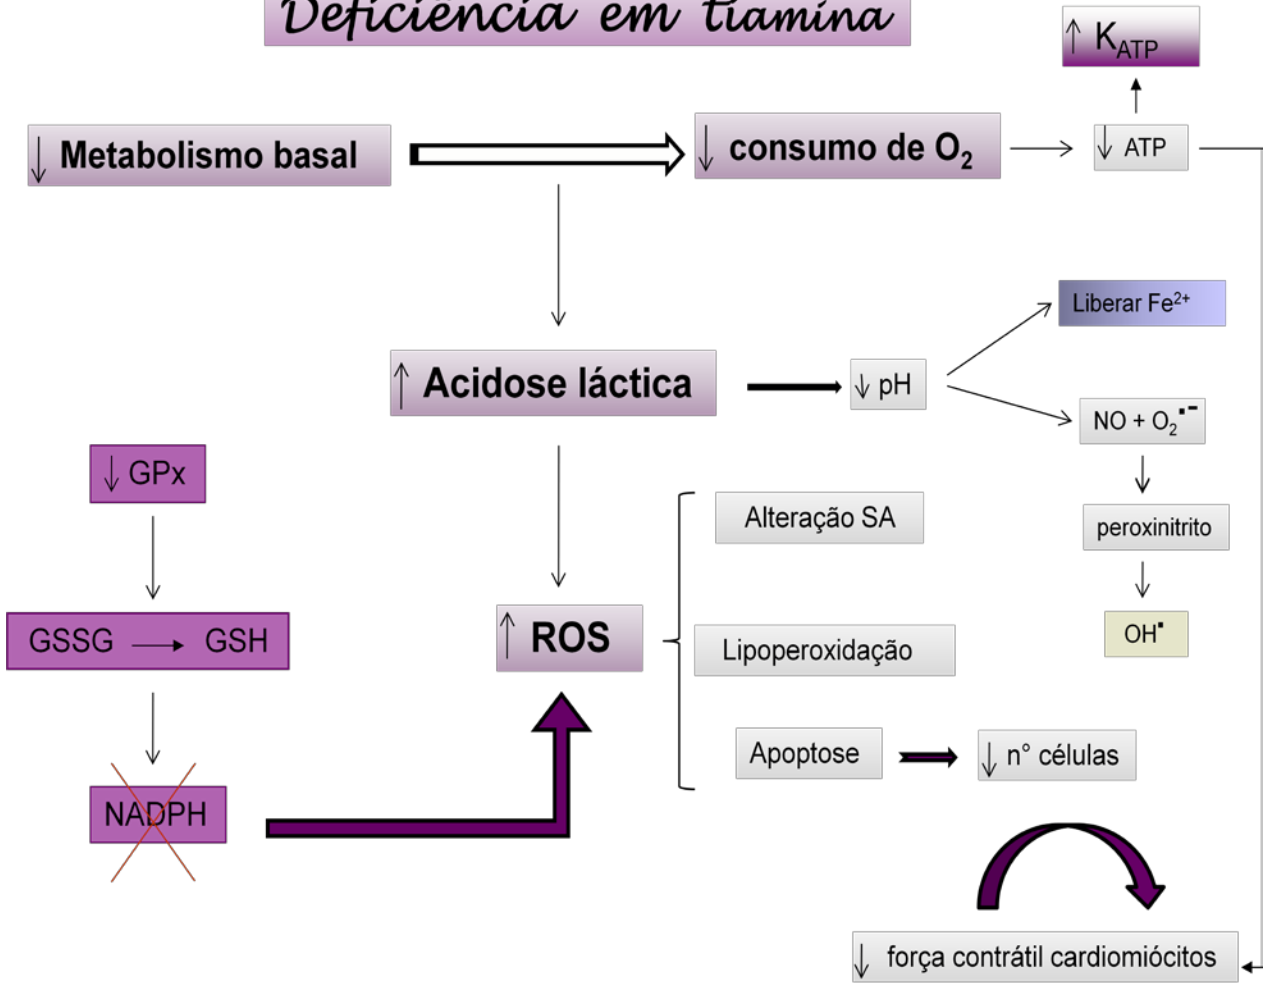 Deficiência em tiamina
↑ K_ATP
↓ Metabolismo basal
↓ consumo de O₂
↓ ATP
Liberar Fe²⁺
↑ Acidose láctica
↓ pH
NO + O₂˙⁻
↓ GPx
Alteração SA
peroxinitrito
GSSG → GSH
↑ ROS
Lipoperoxidação
OH˙
Apoptose
↓ n° células
NADPH
↓ força contrátil cardiomiócitos